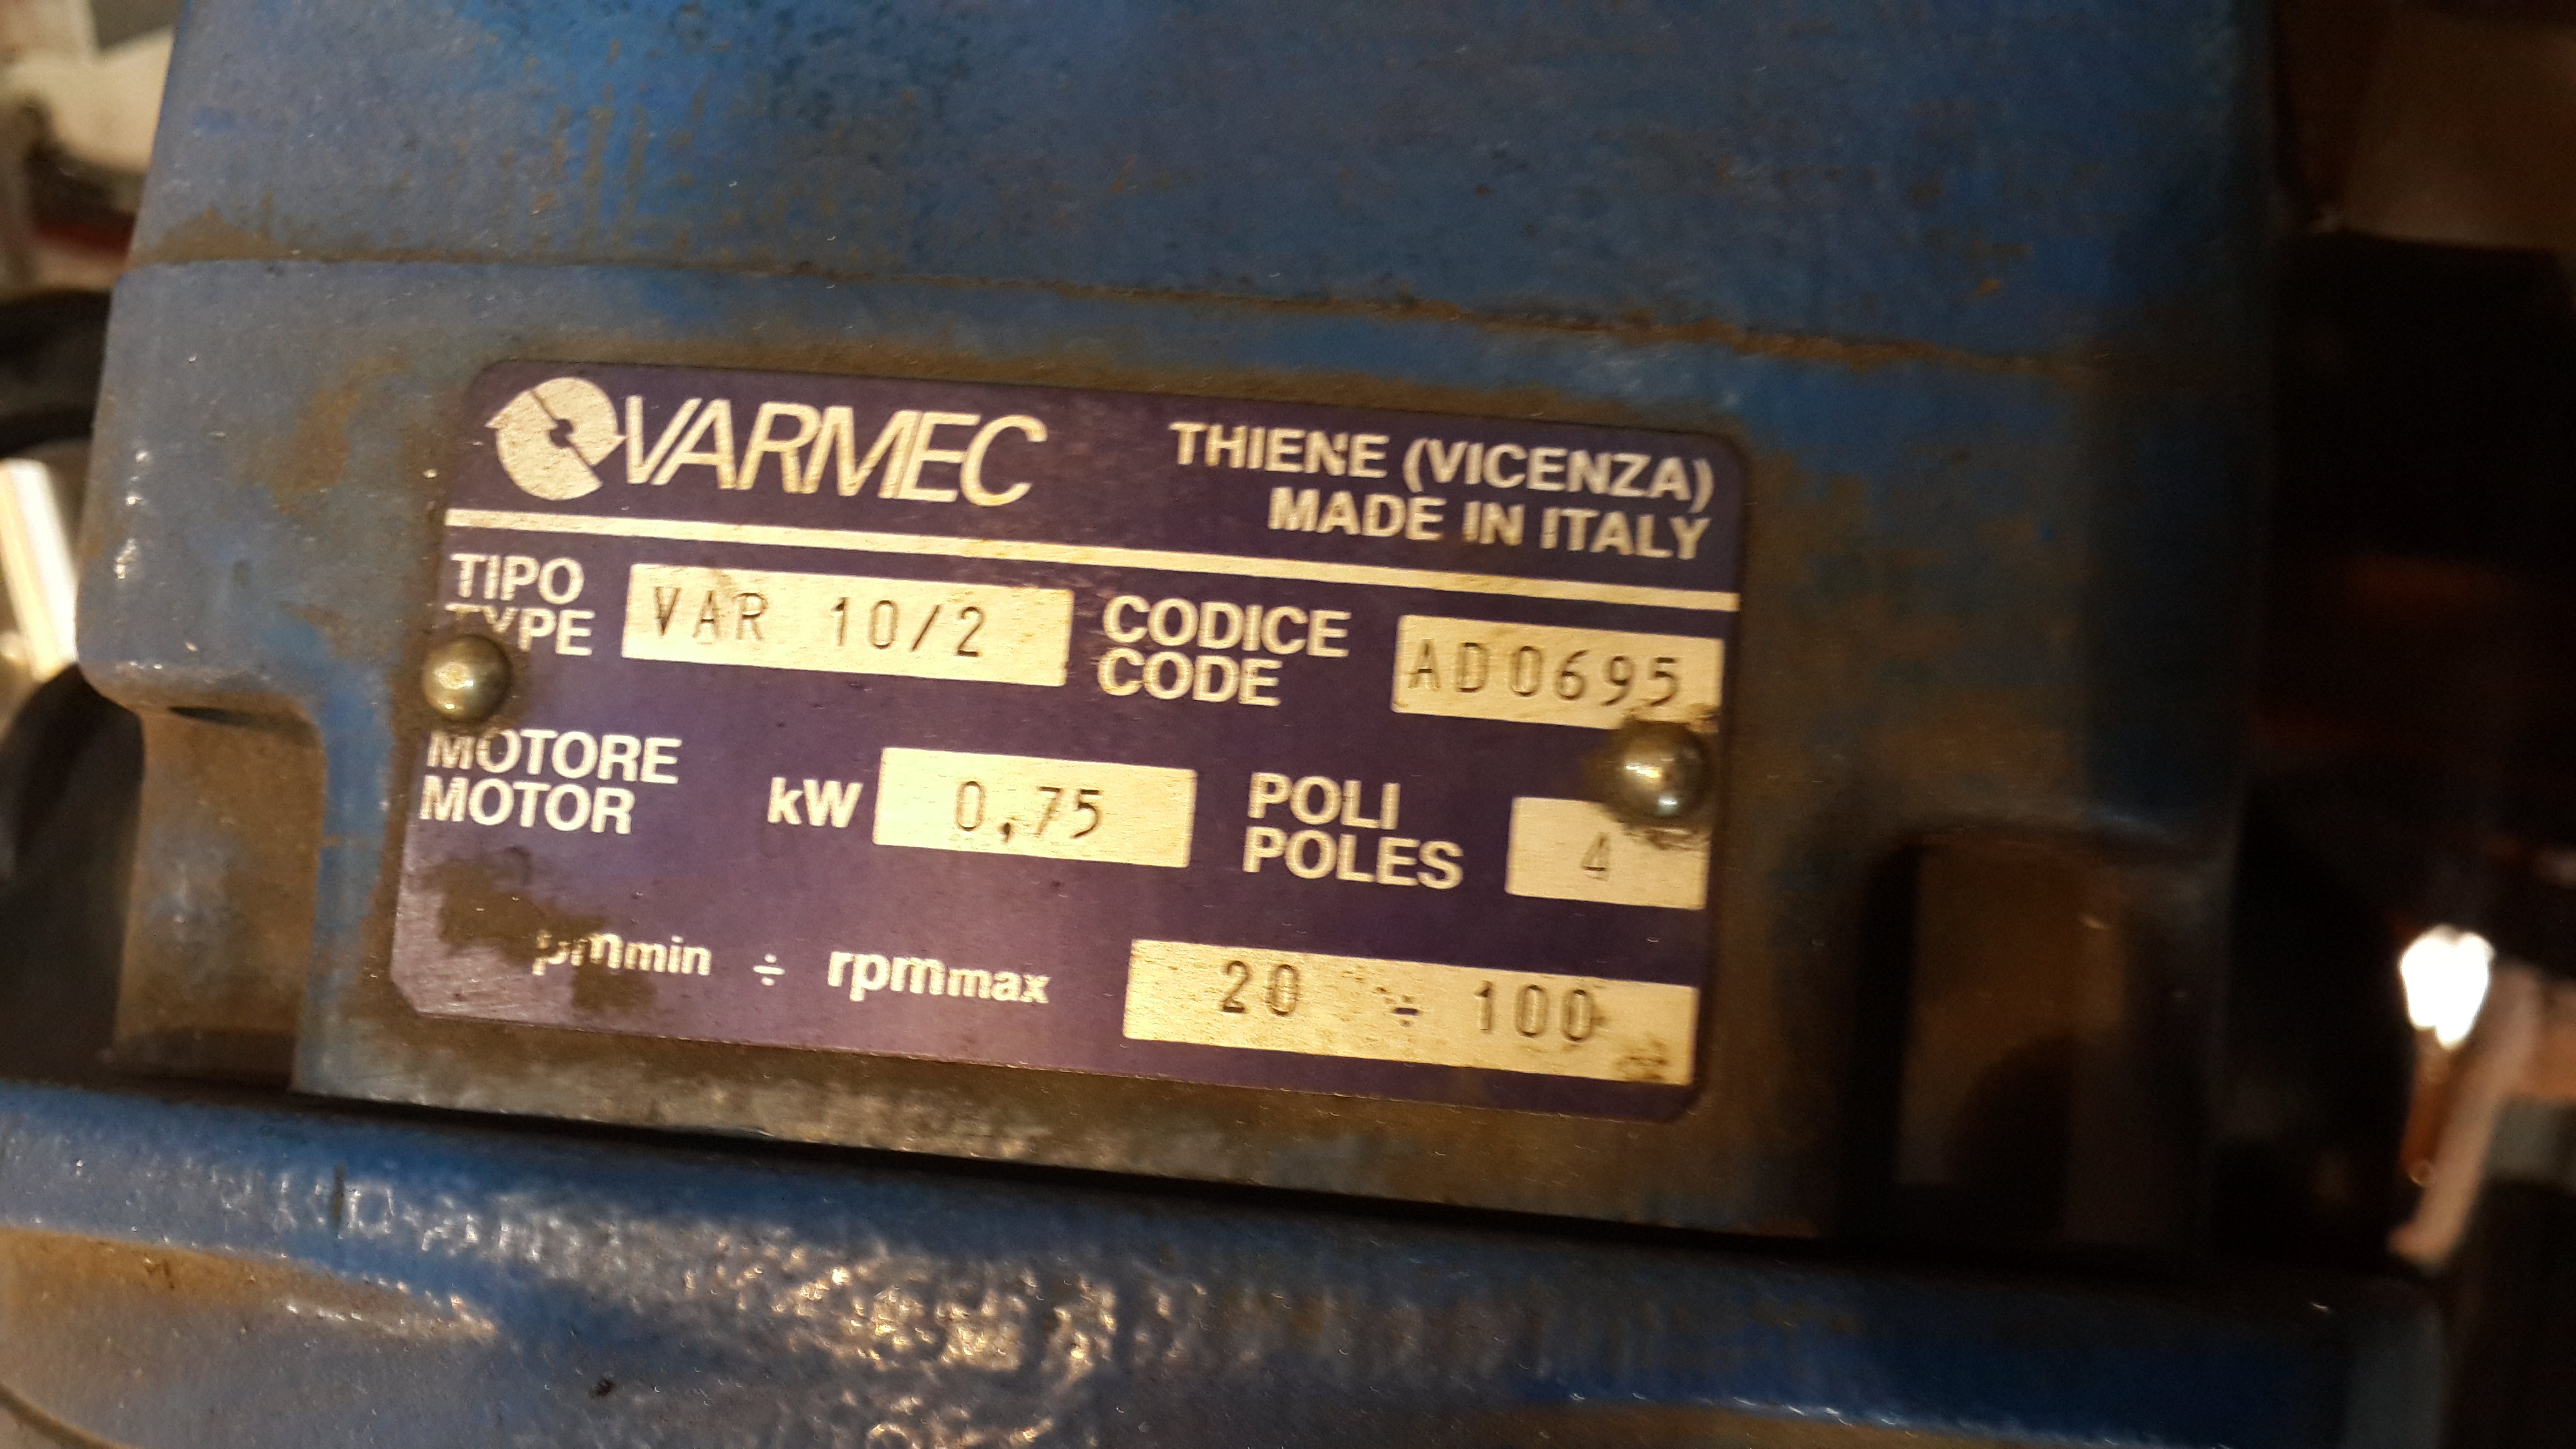 VARMEC
THIENE (VICENZA)
MADE IN ITALY
TIPO
TYPE
VAR 10/2
CODICE
CODE
AD0695
MOTORE
MOTOR
kW 0,75
POLI
POLES
4
pmmin ÷ rpmmax 20 ÷ 100